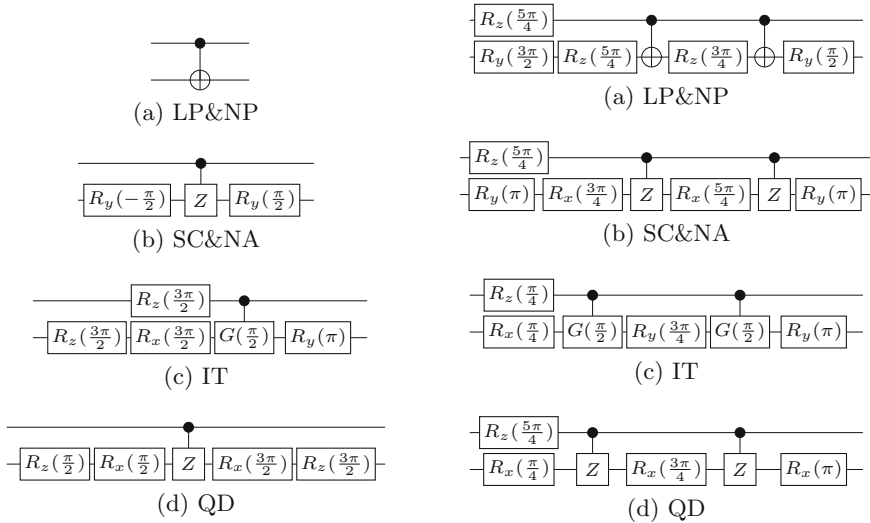 (a) LP&NP
R_y(-π/2) Z R_y(π/2)
(b) SC&NA
R_z(3π/2)
R_z(3π/2) R_x(3π/2) G(π/2) R_y(π)
(c) IT
R_z(π/2) R_x(π/2) Z R_x(3π/2) R_z(3π/2)
(d) QD
R_z(5π/4)
R_y(3π/2) R_z(5π/4) R_z(3π/4) R_y(π/2)
(a) LP&NP
R_z(5π/4)
R_y(π) R_x(3π/4) Z R_x(5π/4) Z R_y(π)
(b) SC&NA
R_z(π/4)
R_x(π/4) G(π/2) R_y(3π/4) G(π/2) R_y(π)
(c) IT
R_z(5π/4)
R_x(π/4) Z R_x(3π/4) Z R_x(π)
(d) QD